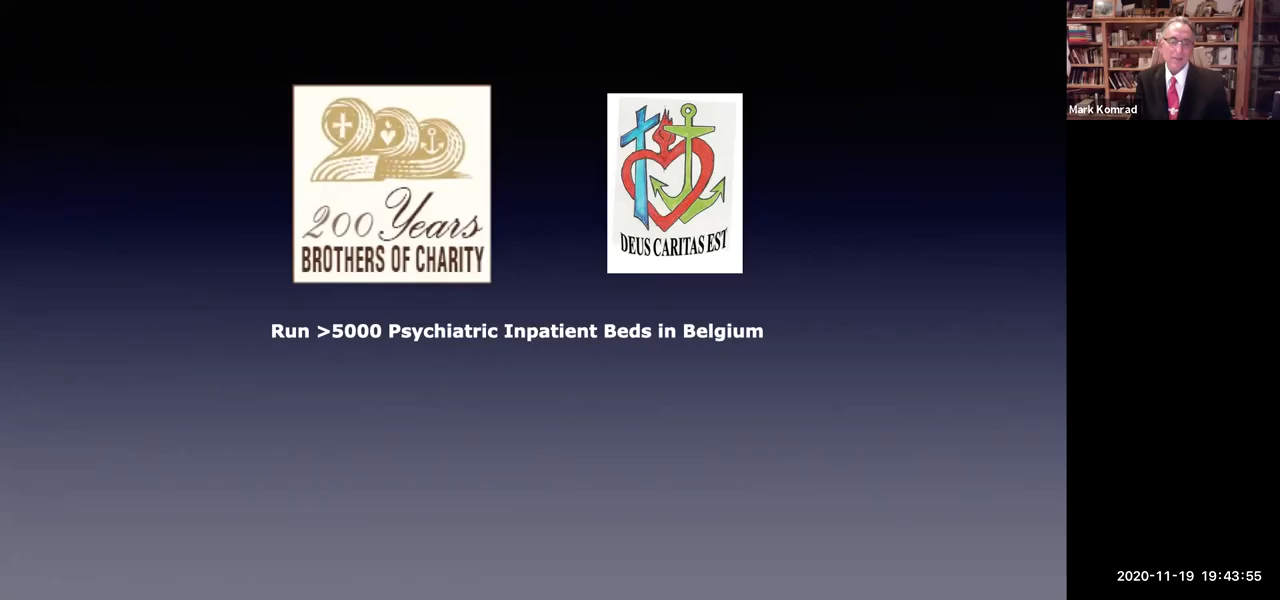 200 Years
BROTHERS OF CHARITY
DEUS CARITAS EST
Run >5000 Psychiatric Inpatient Beds in Belgium
Mark Komrad
2020-11-19 19:43:55